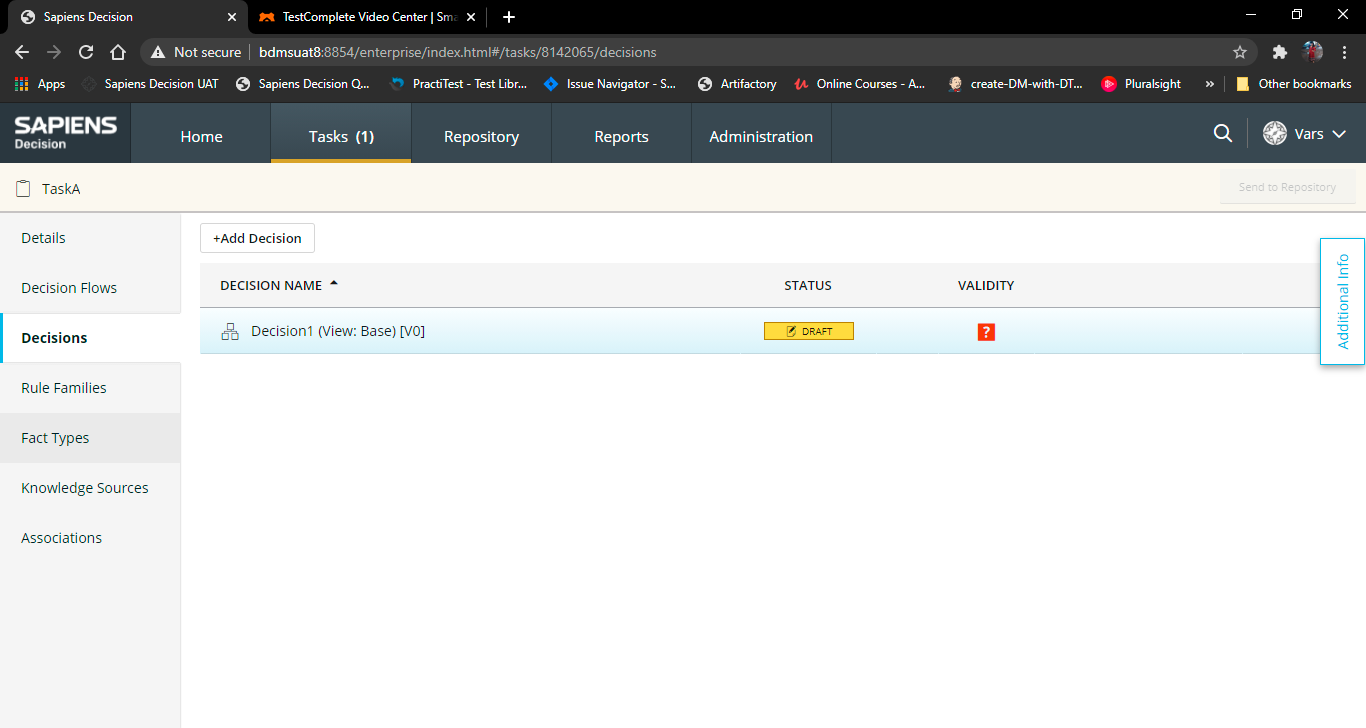 Sapiens Decision
TestComplete Video Center | Sma
Not secure
bdmsuat8:8854/enterprise/index.html#/tasks/8142065/decisions
Apps
Sapiens Decision UAT
Sapiens Decision Q...
PractiTest - Test Libr...
Issue Navigator - S...
Artifactory
Online Courses - A...
create-DM-with-DT...
Pluralsight
»
Other bookmarks
SAPIENS
Decision
Home
Tasks (1)
Repository
Reports
Administration
Vars
TaskA
Send to Repository
Details
Decision Flows
Decisions
Rule Families
Fact Types
Knowledge Sources
Associations
+Add Decision
DECISION NAME
STATUS
VALIDITY
Decision1 (View: Base) [V0]
DRAFT
?
Additional Info